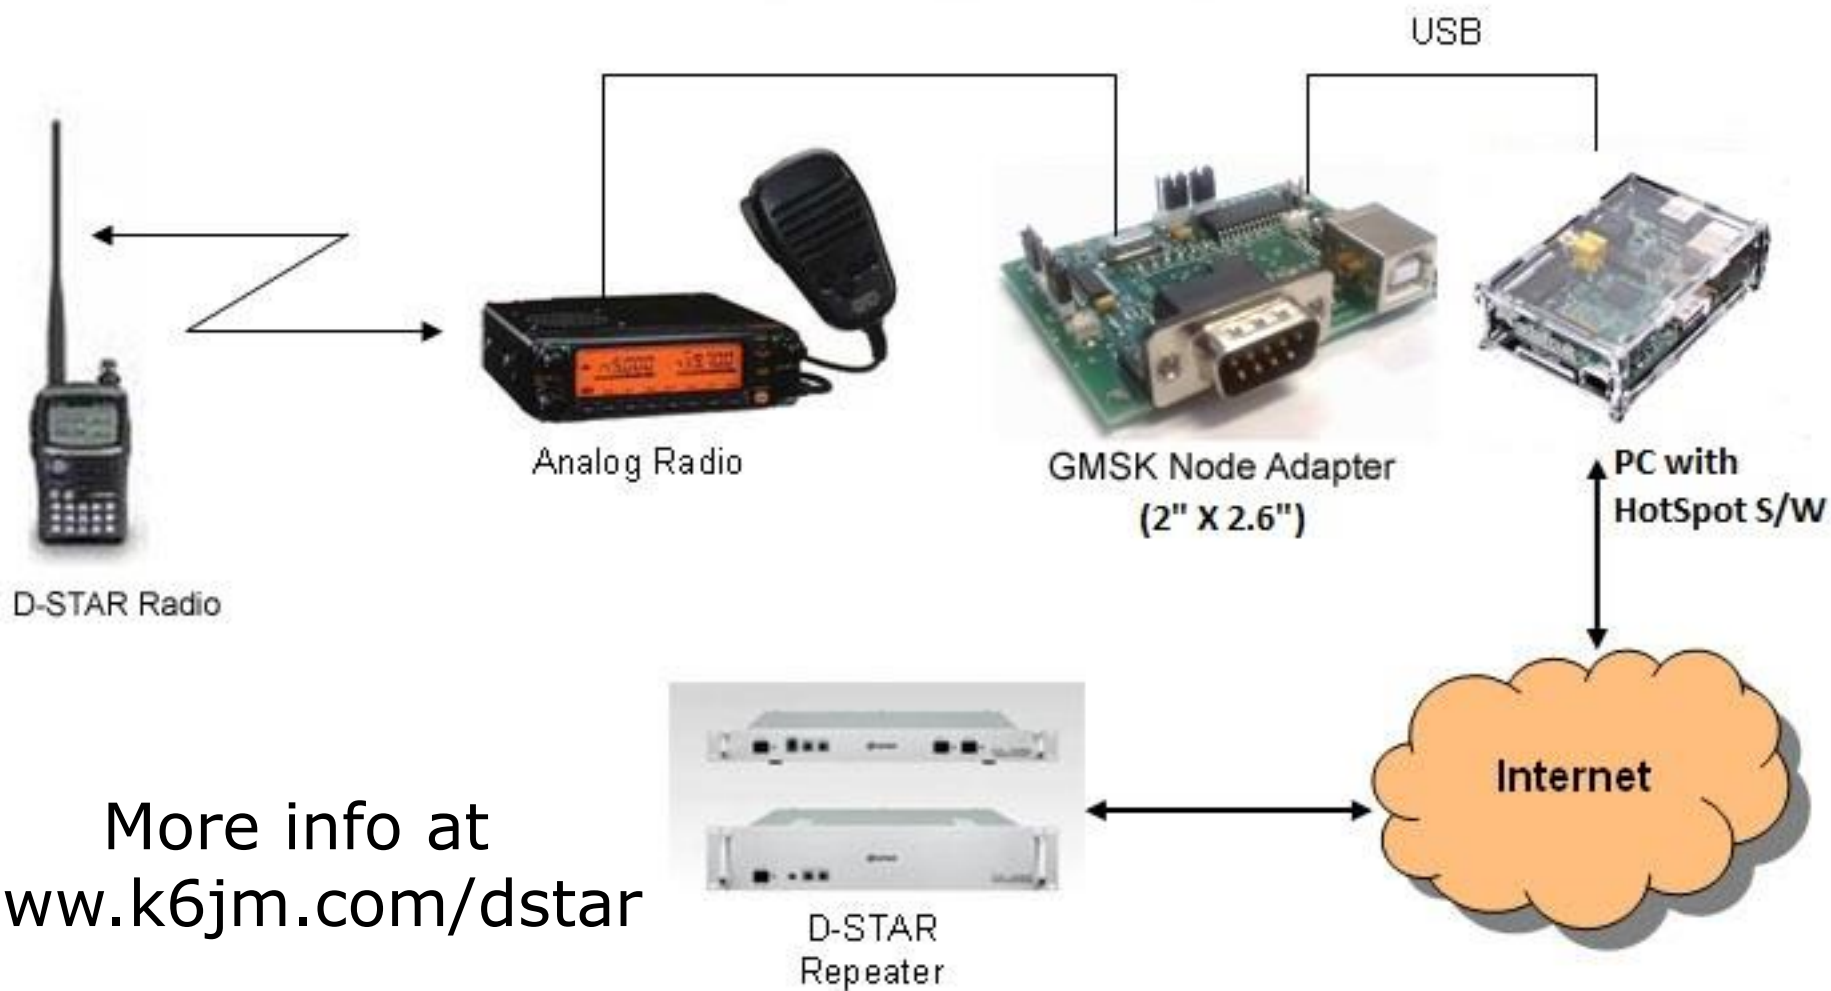 USB
Analog Radio
GMSK Node Adapter
(2" X 2.6")
PC with
HotSpot S/W
D-STAR Radio
Internet
More info at
ww.k6jm.com/dstar
D-STAR
Repeater